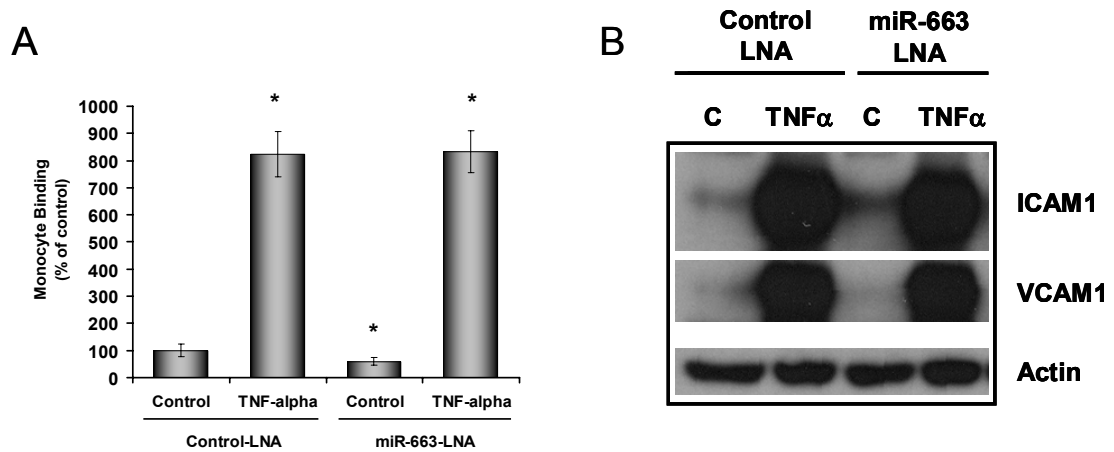 A
Monocyte Binding
(% of control)
1000
900
800
700
600
500
400
300
200
100
0
*
*
*
Control
TNF-alpha
Control
TNF-alpha
Control-LNA
miR-663-LNA
B
Control
LNA
miR-663
LNA
C
TNFα
C
TNFα
ICAM1
VCAM1
Actin